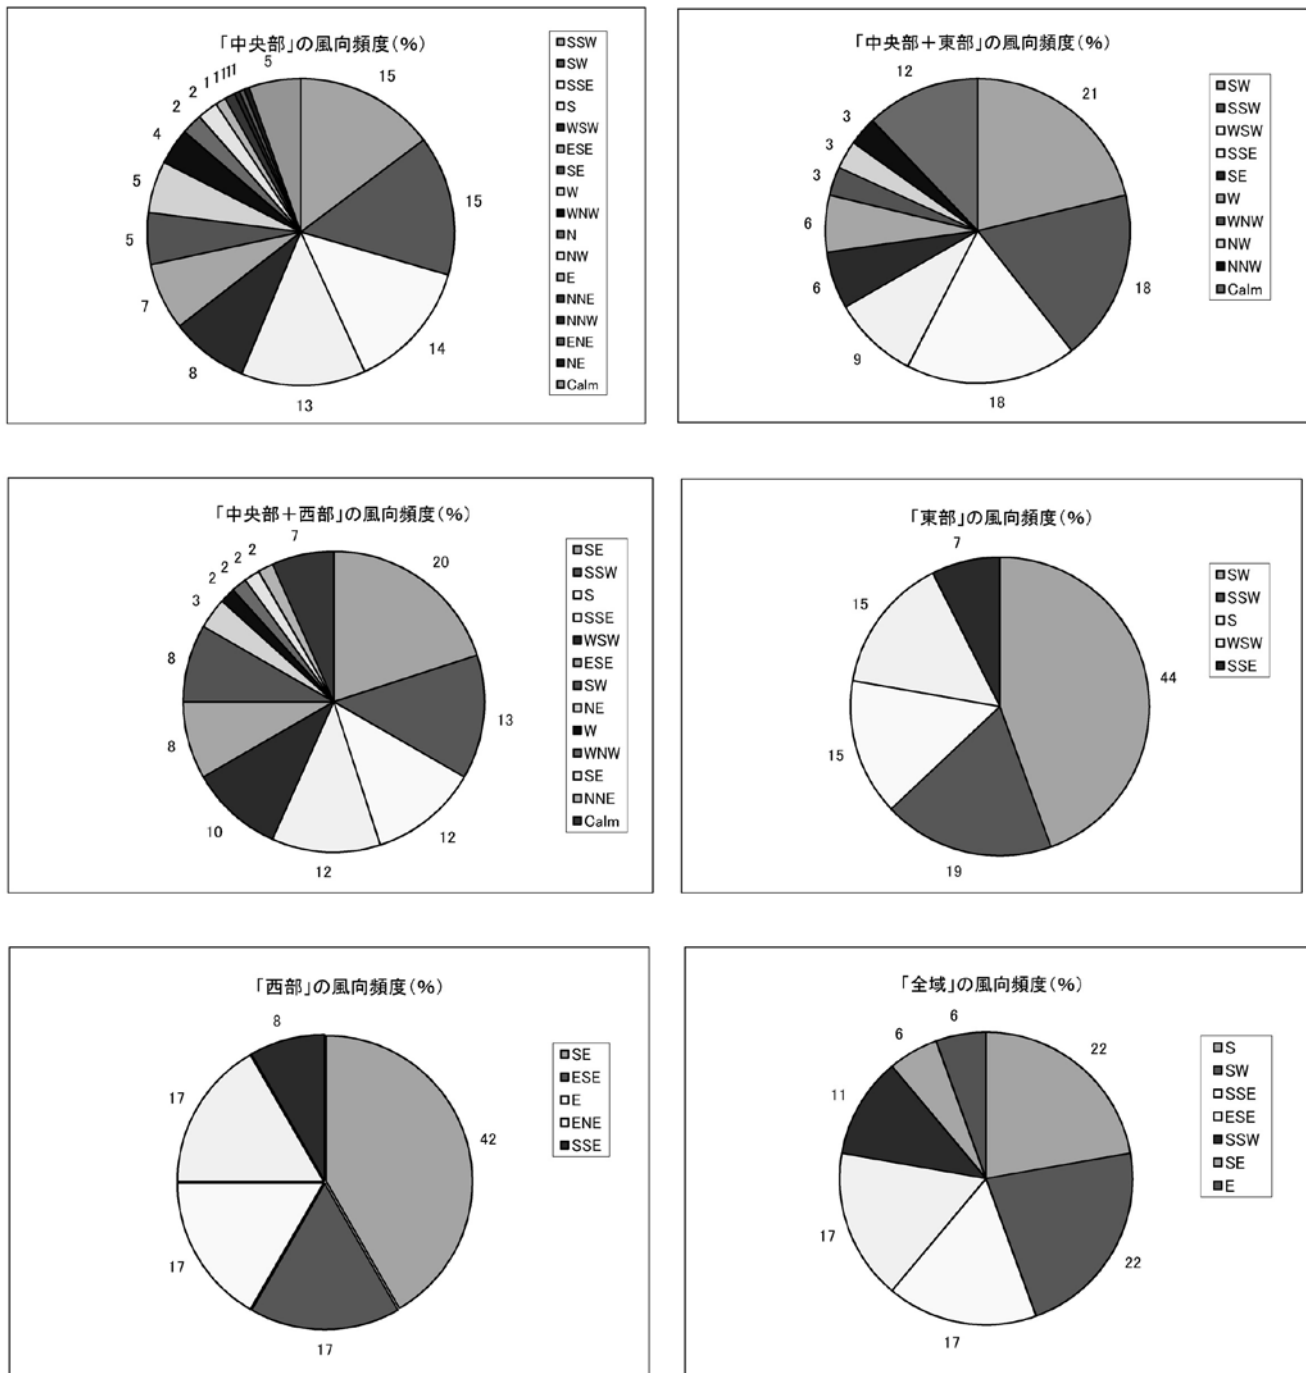 「中央部」の風向頻度(%)
5
15
1
1
1
1
1
2
2
4
5
5
7
8
13
14
15
SSW
SW
SSE
S
WSW
ESE
SE
W
WNW
N
NW
E
NNE
NNW
ENE
NE
Calm
「中央部+東部」の風向頻度(%)
12
21
3
3
3
6
6
9
18
18
SW
SSW
WSW
SSE
SE
W
WNW
NW
NNW
Calm
「中央部+西部」の風向頻度(%)
7
20
2
2
2
2
3
8
8
10
12
12
13
SE
SSW
S
SSE
WSW
ESE
SW
NE
W
WNW
SE
NNE
Calm
「東部」の風向頻度(%)
7
15
44
15
19
SW
SSW
S
WSW
SSE
「西部」の風向頻度(%)
8
17
42
17
17
SE
ESE
E
ENE
SSE
「全域」の風向頻度(%)
6
6
22
11
17
22
17
S
SW
SSE
ESE
SSW
SE
E